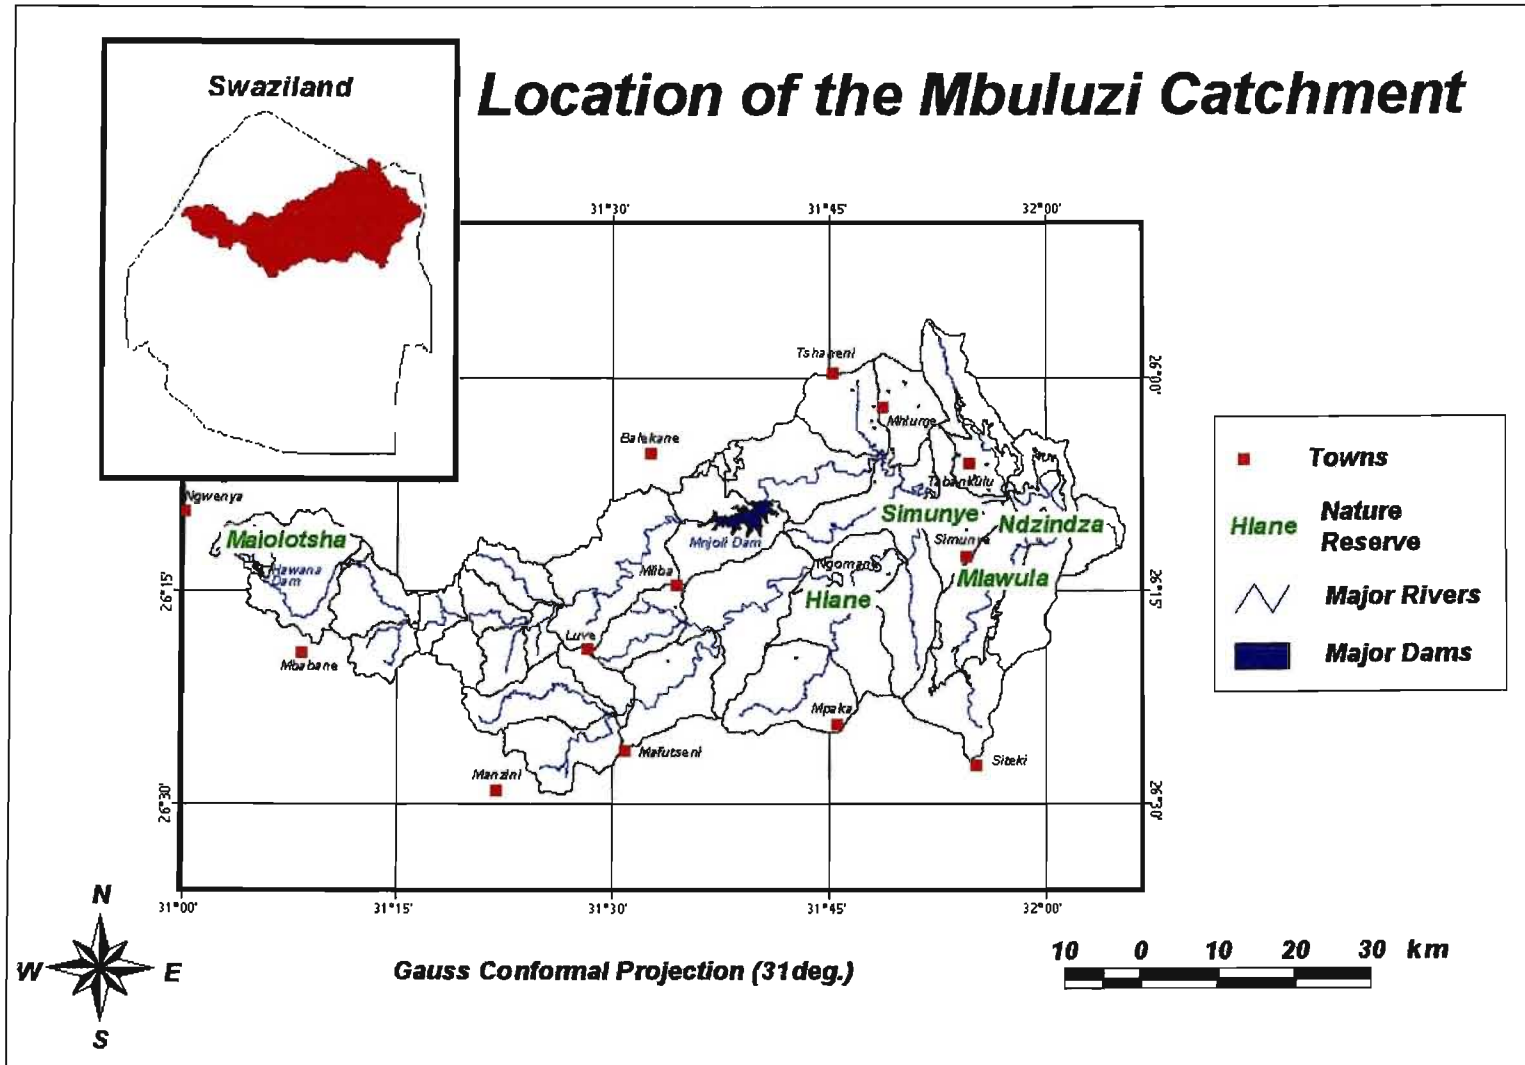 Swaziland
Location of the Mbuluzi Catchment
31°30'
31°45'
32°00'
Tshaneni
26°00'
Mhlume
Balekane
Tabankulu
Ngwenya
Simunye
Ndzindza
Malolotsha
Mnjoli Dam
Simunye
Hawana
Dam
Mliba
Ngomane
Mlawula
26°15'
Hlane
26°15'
Luve
Mbabane
Mpaka
Mafutseni
Siteki
Manzini
26°30'
26°30'
31°00'
31°15'
31°30'
31°45'
32°00'
Towns
Hlane
Nature
Reserve
Major Rivers
Major Dams
N
W
E
S
Gauss Conformal Projection (31deg.)
10 0 10 20 30 km